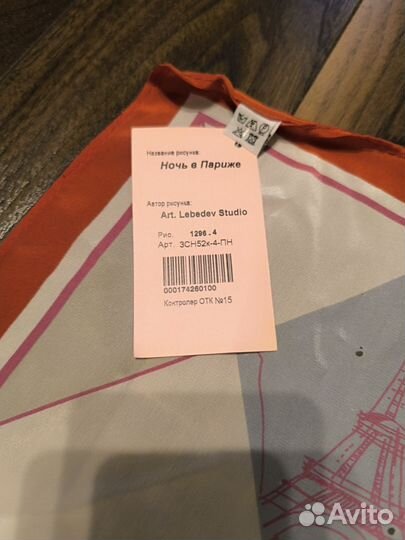 Название рисунка:
Ночь в Париже
Автор рисунка:
Art. Lebedev Studio
Рис. 1296.4
Арт. 3СН52к-4-ПН
000174260100
Контролер ОТК №15
Avito